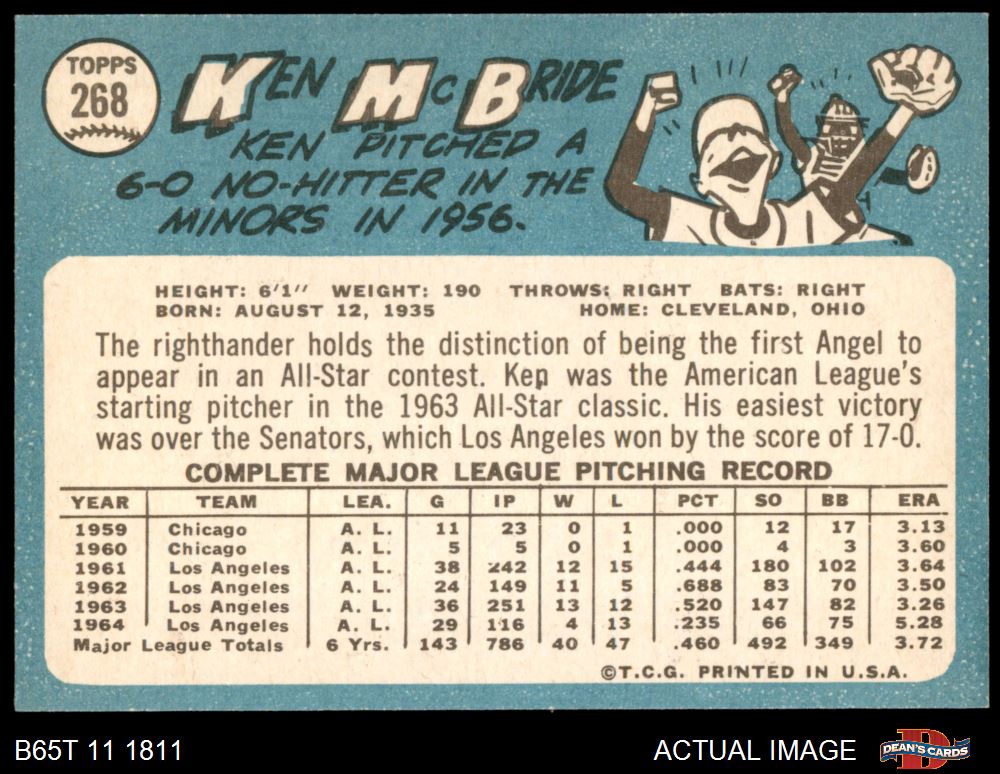 TOPPS
268
KEN MCBRIDE
KEN PITCHED A
6-0 NO-HITTER IN THE
MINORS IN 1956.
HEIGHT: 6'1" WEIGHT: 190 THROWS: RIGHT BATS: RIGHT
BORN: AUGUST 12, 1935 HOME: CLEVELAND, OHIO
The righthander holds the distinction of being the first Angel to
appear in an All-Star contest. Ken was the American League's
starting pitcher in the 1963 All-Star classic. His easiest victory
was over the Senators, which Los Angeles won by the score of 17-0.
COMPLETE MAJOR LEAGUE PITCHING RECORD
YEAR TEAM LEA. G IP W L PCT SO BB ERA
1959 Chicago A. L. 11 23 0 1 .000 12 17 3.13
1960 Chicago A. L. 5 5 0 1 .000 4 3 3.60
1961 Los Angeles A. L. 38 242 12 15 .444 180 102 3.64
1962 Los Angeles A. L. 24 149 11 5 .688 83 70 3.50
1963 Los Angeles A. L. 36 251 13 12 .520 147 82 3.26
1964 Los Angeles A. L. 29 116 4 13 .235 66 75 5.28
Major League Totals 6 Yrs. 143 786 40 47 .460 492 349 3.72
©T.C.G. PRINTED IN U.S.A.
B65T 11 1811 ACTUAL IMAGE DEAN'S CARDS